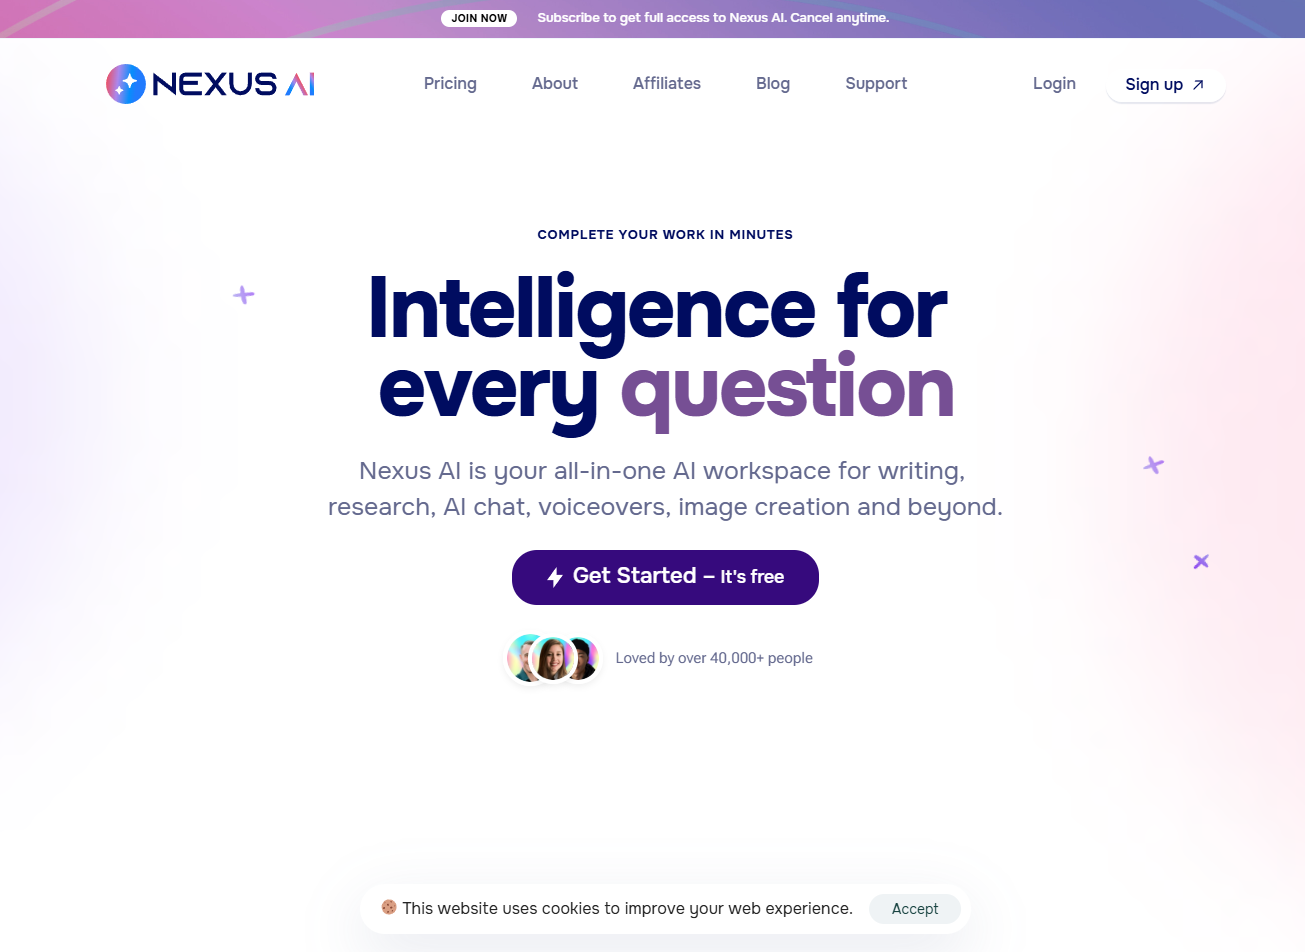 JOIN NOW Subscribe to get full access to Nexus AI. Cancel anytime.
NEXUS AI Pricing About Affiliates Blog Support Login Sign up
COMPLETE YOUR WORK IN MINUTES
Intelligence for
every question
Nexus AI is your all-in-one AI workspace for writing,
research, AI chat, voiceovers, image creation and beyond.
Get Started – It's free
Loved by over 40,000+ people
This website uses cookies to improve your web experience. Accept